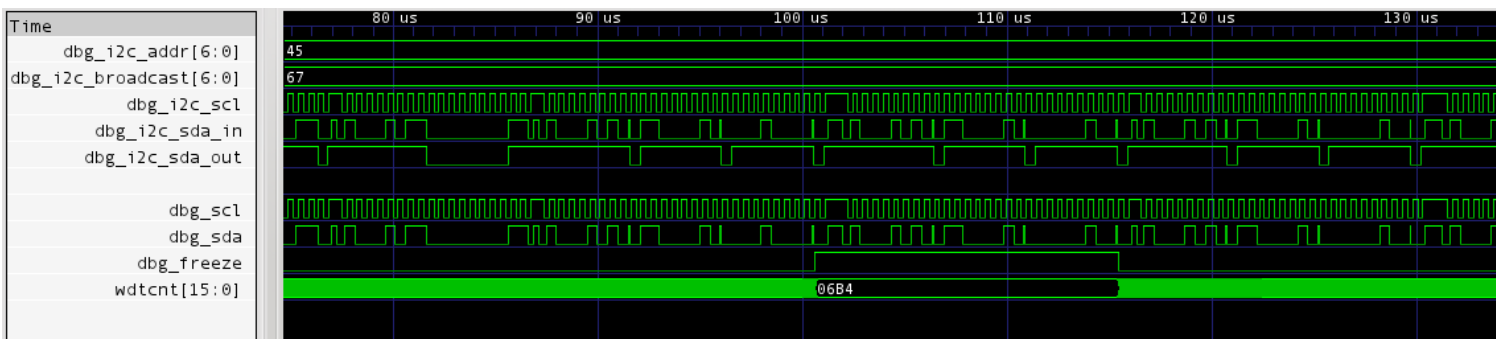 Time
80 us 90 us 100 us 110 us 120 us 130 us
dbg_i2c_addr[6:0] 45
dbg_i2c_broadcast[6:0] 67
dbg_i2c_scl
dbg_i2c_sda_in
dbg_i2c_sda_out
dbg_scl
dbg_sda
dbg_freeze
wdtcnt[15:0] 06B4